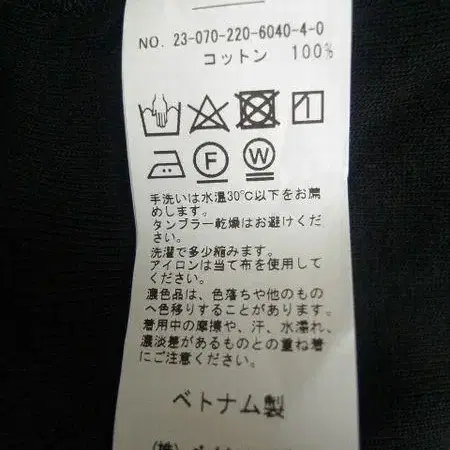 NO. 23-070-220-6040-4-0
コットン 100%
F W
手洗いは水温30℃以下をお薦
めします。
タンブラー乾燥はお避けくださ
い。
洗濯で多少縮みます。
アイロンは当て布を使用して
ください。
濃色品は、色落ちや他のもの
へ色移りすることがあります。
着用中の摩擦や、汗、水濡れ、
濃淡差があるものとの重ね着
にご注意ください。
ベトナム製